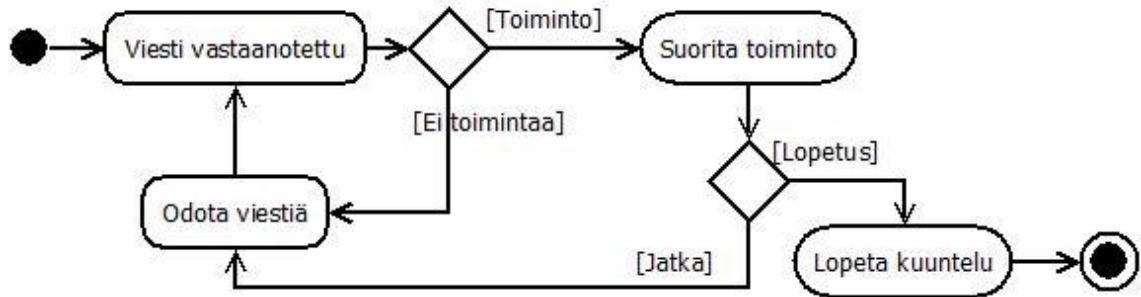 [Toiminto]
Viesti vastaanotettu
Suorita toiminto
[Ei toimintaa]
[Lopetus]
Odota viestiä
[Jatka]
Lopeta kuuntelu